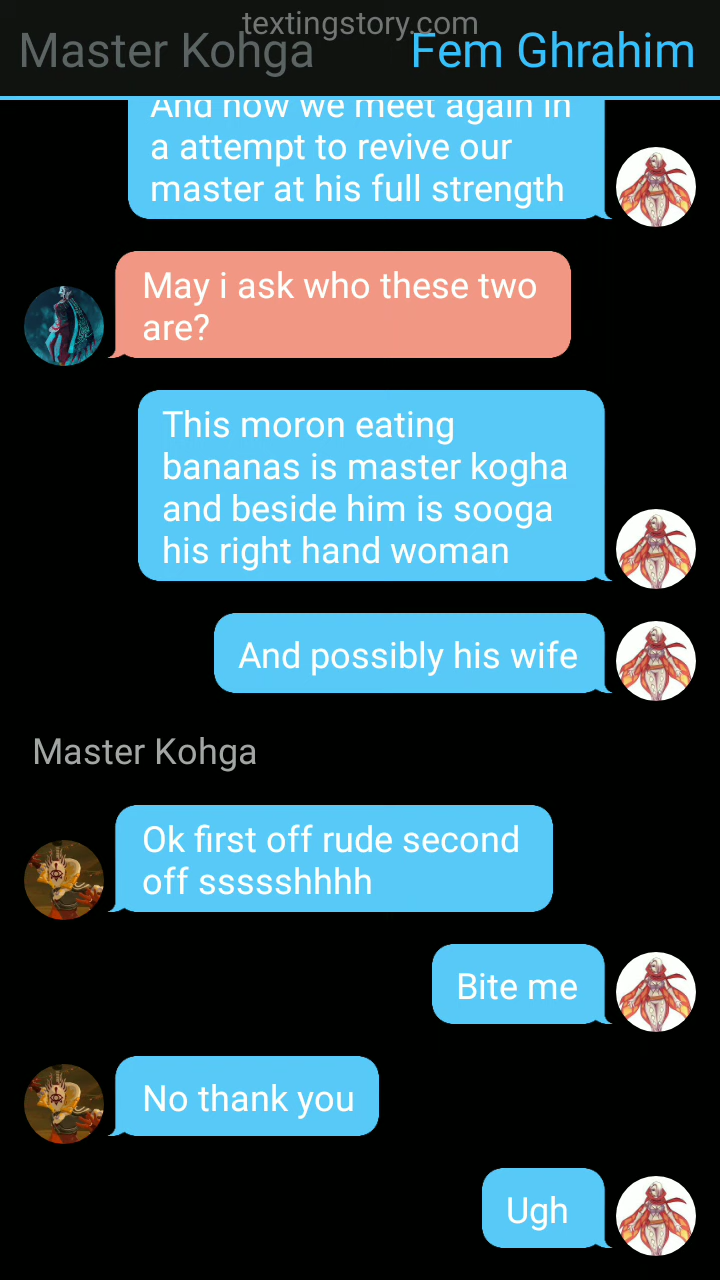 textingstory.com
Master Kohga
Fem Ghrahim
And now we meet again in
a attempt to revive our
master at his full strength
May i ask who these two
are?
This moron eating
bananas is master kogha
and beside him is sooga
his right hand woman
And possibly his wife
Master Kohga
Ok first off rude second
off ssssshhhh
Bite me
No thank you
Ugh